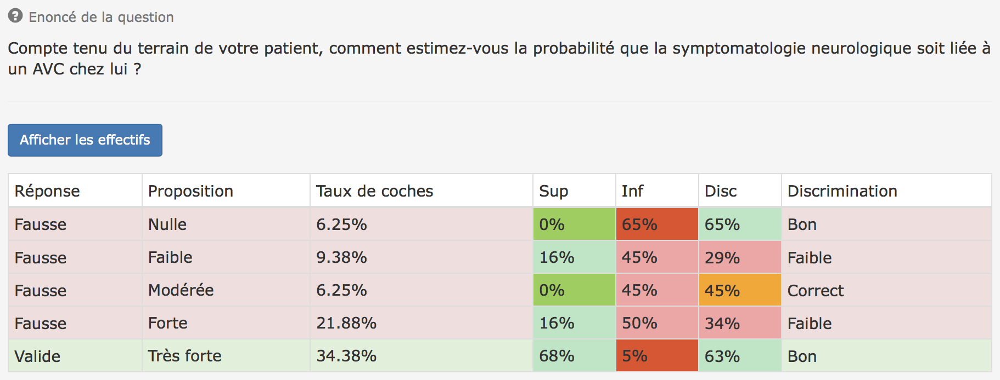 Enoncé de la question
Compte tenu du terrain de votre patient, comment estimez-vous la probabilité que la symptomatologie neurologique soit liée à
un AVC chez lui ?
Afficher les effectifs
Réponse Proposition Taux de coches Sup Inf Disc Discrimination
Fausse Nulle 6.25% 0% 65% 65% Bon
Fausse Faible 9.38% 16% 45% 29% Faible
Fausse Modérée 6.25% 0% 45% 45% Correct
Fausse Forte 21.88% 16% 50% 34% Faible
Valide Très forte 34.38% 68% 5% 63% Bon